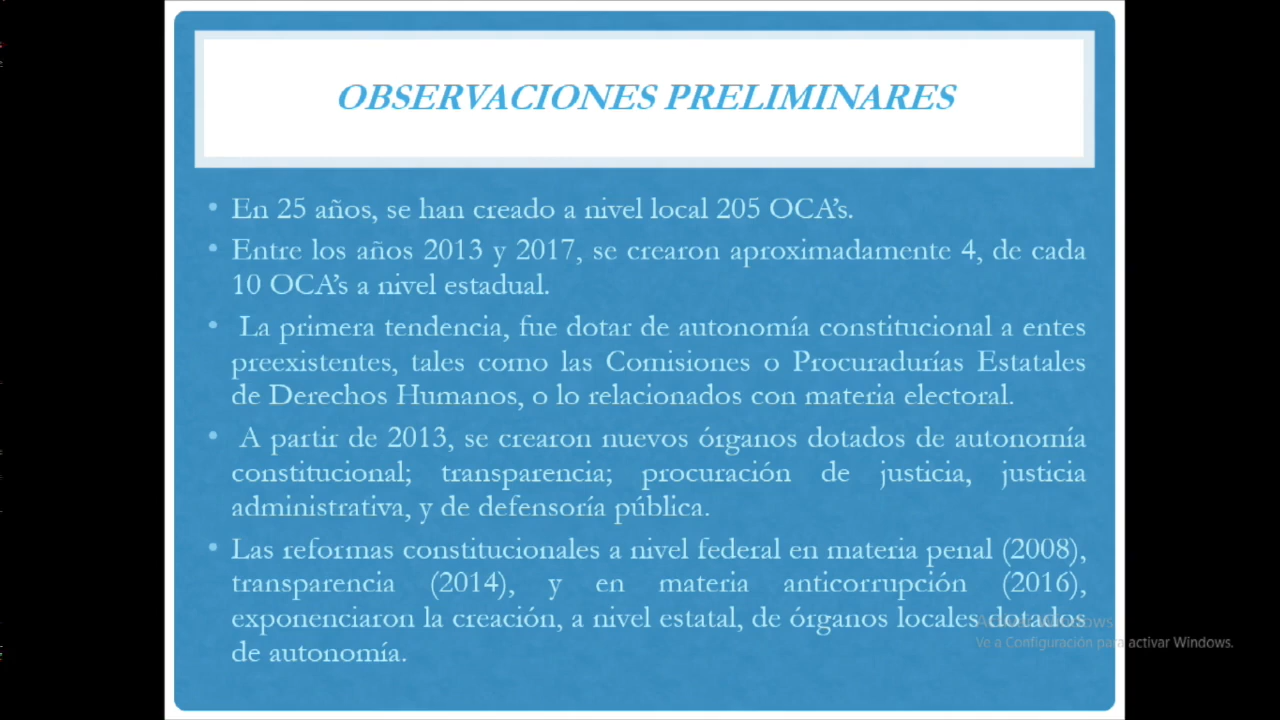 OBSERVACIONES PRELIMINARES
• En 25 años, se han creado a nivel local 205 OCA's.
• Entre los años 2013 y 2017, se crearon aproximadamente 4, de cada
10 OCA's a nivel estadual.
• La primera tendencia, fue dotar de autonomía constitucional a entes
preexistentes, tales como las Comisiones o Procuradurías Estatales
de Derechos Humanos, o lo relacionados con materia electoral.
• A partir de 2013, se crearon nuevos órganos dotados de autonomía
constitucional; transparencia; procuración de justicia, justicia
administrativa, y de defensoría pública.
• Las reformas constitucionales a nivel federal en materia penal (2008),
transparencia (2014), y en materia anticorrupción (2016),
exponenciaron la creación, a nivel estatal, de órganos locales dotados
de autonomía.
Activar Windows
Ve a Configuración para activar Windows.